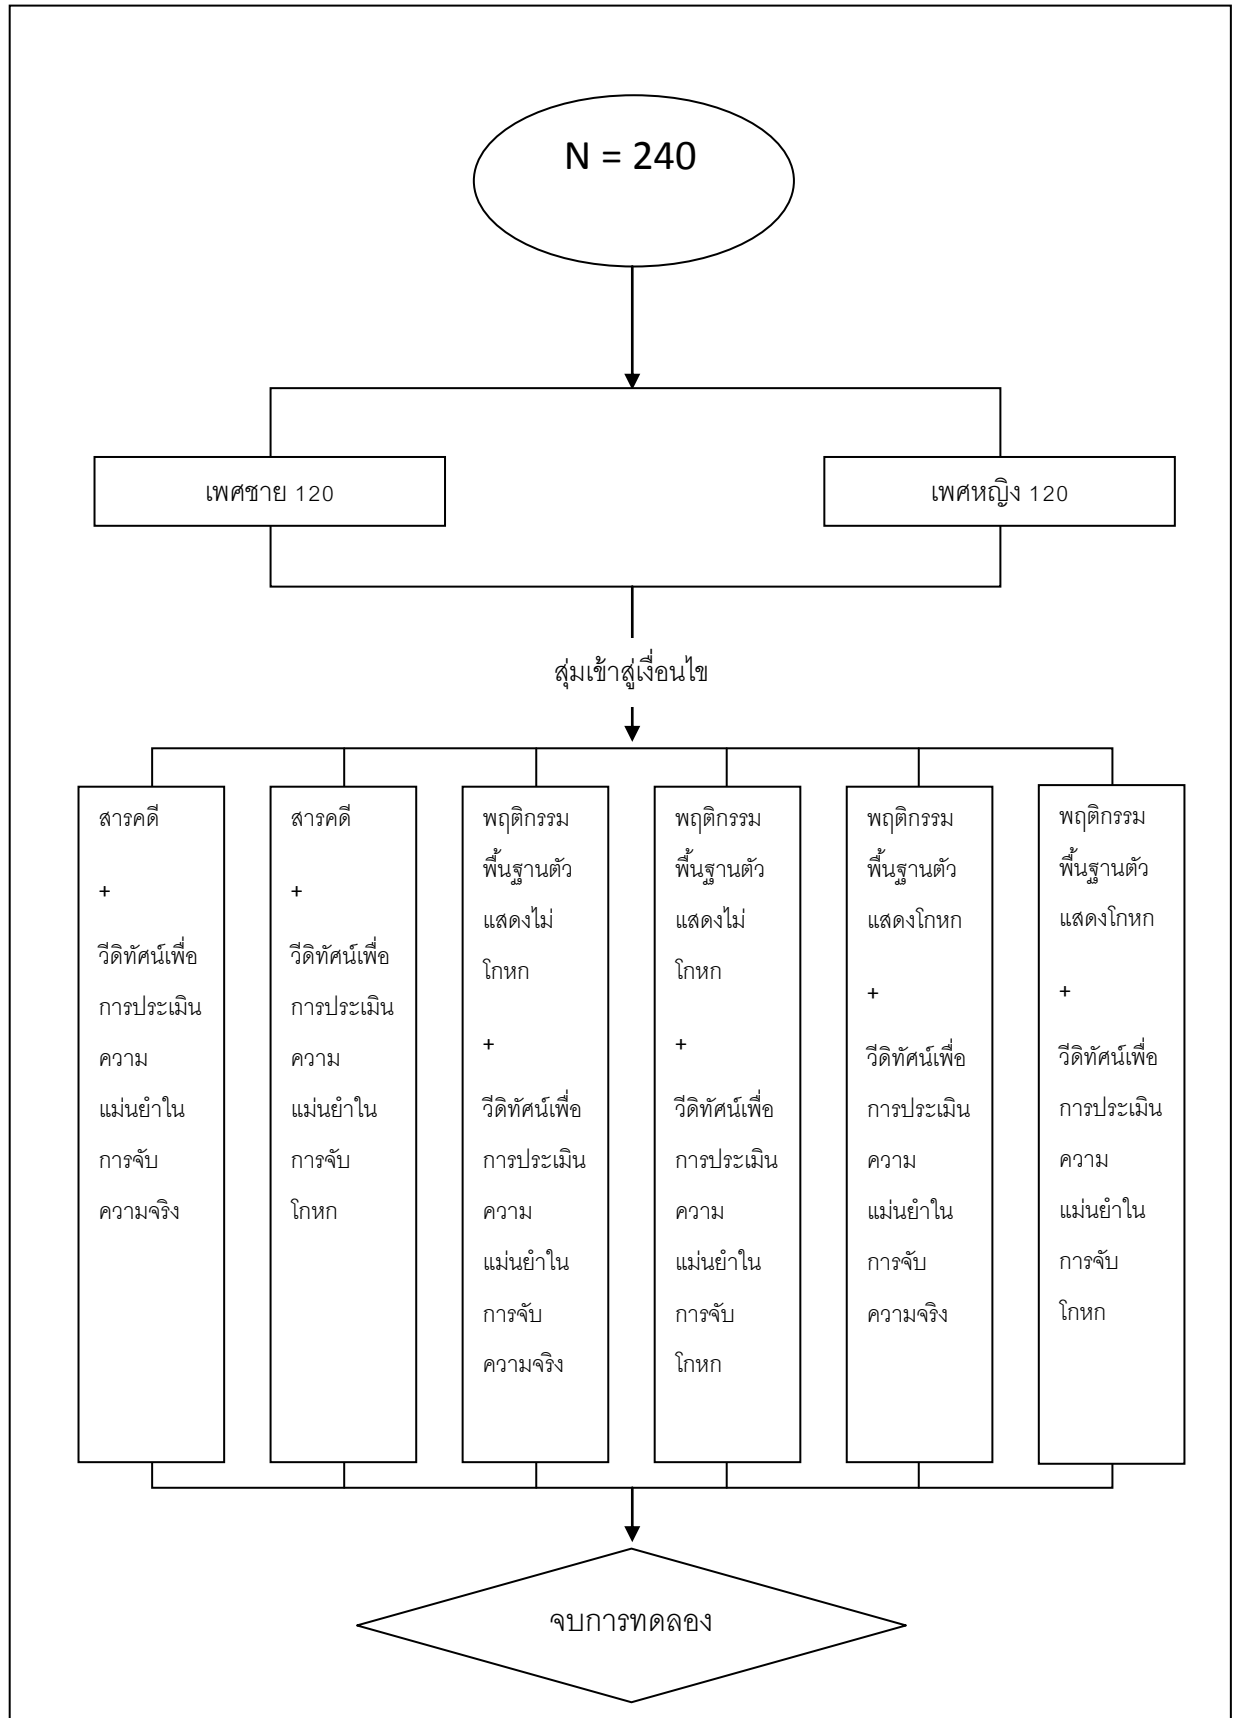 N = 240
เพศชาย 120
เพศหญิง 120
สุ่มเข้าสู่เงื่อนไข
สารคดี
+
วีดิทัศน์เพื่อ
การประเมิน
ความ
แม่นยำใน
การจับ
ความจริง
สารคดี
+
วีดิทัศน์เพื่อ
การประเมิน
ความ
แม่นยำใน
การจับ
โกหก
พฤติกรรม
พื้นฐานตัว
แสดงไม่
โกหก
+
วีดิทัศน์เพื่อ
การประเมิน
ความ
แม่นยำใน
การจับ
ความจริง
พฤติกรรม
พื้นฐานตัว
แสดงไม่
โกหก
+
วีดิทัศน์เพื่อ
การประเมิน
ความ
แม่นยำใน
การจับ
โกหก
พฤติกรรม
พื้นฐานตัว
แสดงโกหก
+
วีดิทัศน์เพื่อ
การประเมิน
ความ
แม่นยำใน
การจับ
ความจริง
พฤติกรรม
พื้นฐานตัว
แสดงโกหก
+
วีดิทัศน์เพื่อ
การประเมิน
ความ
แม่นยำใน
การจับ
โกหก
จบการทดลอง